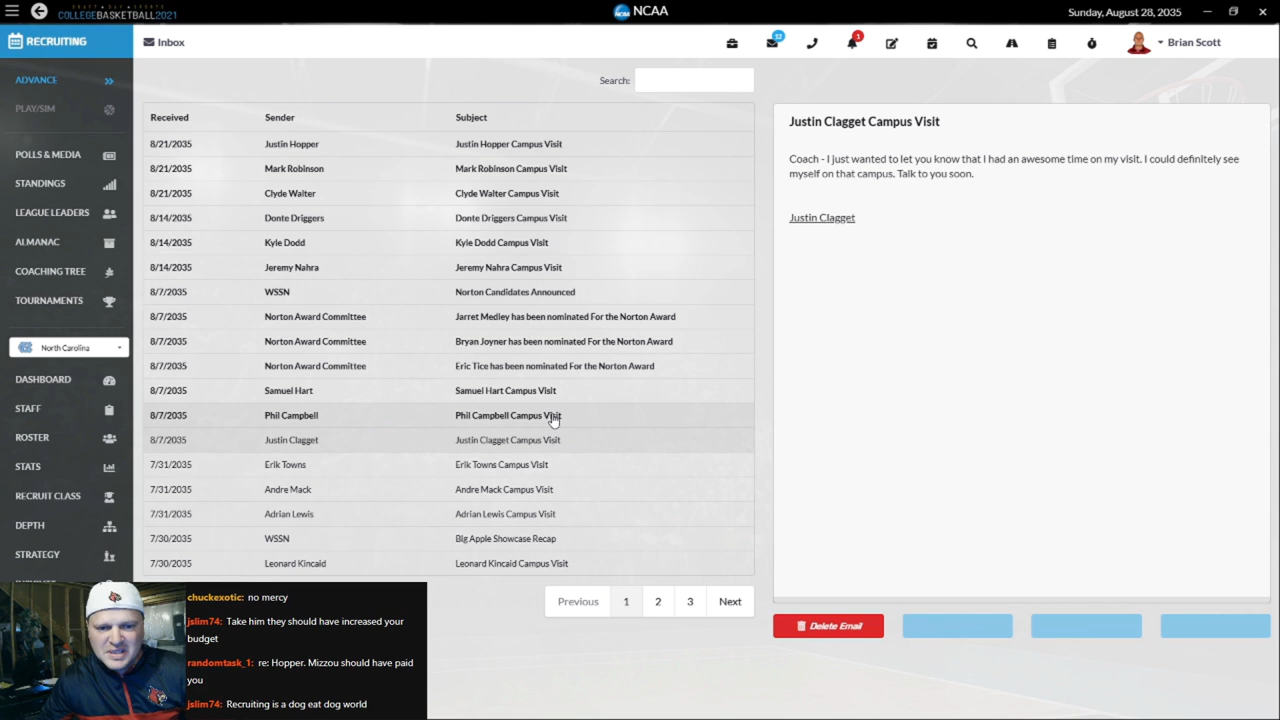 DRAFT DAY SPORTS
COLLEGEBASKETBALL2021
NCAA
Sunday, August 28, 2035
RECRUITING
Inbox
12
1
Brian Scott
ADVANCE
PLAY/SIM
POLLS & MEDIA
STANDINGS
LEAGUE LEADERS
ALMANAC
COACHING TREE
TOURNAMENTS
North Carolina
DASHBOARD
STAFF
ROSTER
STATS
RECRUIT CLASS
DEPTH
STRATEGY
Search:
Received Sender Subject
8/21/2035 Justin Hopper Justin Hopper Campus Visit
8/21/2035 Mark Robinson Mark Robinson Campus Visit
8/21/2035 Clyde Walter Clyde Walter Campus Visit
8/14/2035 Donte Driggers Donte Driggers Campus Visit
8/14/2035 Kyle Dodd Kyle Dodd Campus Visit
8/14/2035 Jeremy Nahra Jeremy Nahra Campus Visit
8/7/2035 WSSN Norton Candidates Announced
8/7/2035 Norton Award Committee Jarret Medley has been nominated For the Norton Award
8/7/2035 Norton Award Committee Bryan Joyner has been nominated For the Norton Award
8/7/2035 Norton Award Committee Eric Tice has been nominated For the Norton Award
8/7/2035 Samuel Hart Samuel Hart Campus Visit
8/7/2035 Phil Campbell Phil Campbell Campus Visit
8/7/2035 Justin Clagget Justin Clagget Campus Visit
7/31/2035 Erik Towns Erik Towns Campus Visit
7/31/2035 Andre Mack Andre Mack Campus Visit
7/31/2035 Adrian Lewis Adrian Lewis Campus Visit
7/30/2035 WSSN Big Apple Showcase Recap
7/30/2035 Leonard Kincaid Leonard Kincaid Campus Visit
Previous 1 2 3 Next
Justin Clagget Campus Visit
Coach - I just wanted to let you know that I had an awesome time on my visit. I could definitely see
myself on that campus. Talk to you soon.
Justin Clagget
Delete Email
chuckexotic: no mercy
jslim74: Take him they should have increased your
budget
randomtask_1: re: Hopper. Mizzou should have paid
you
jslim74: Recruiting is a dog eat dog world